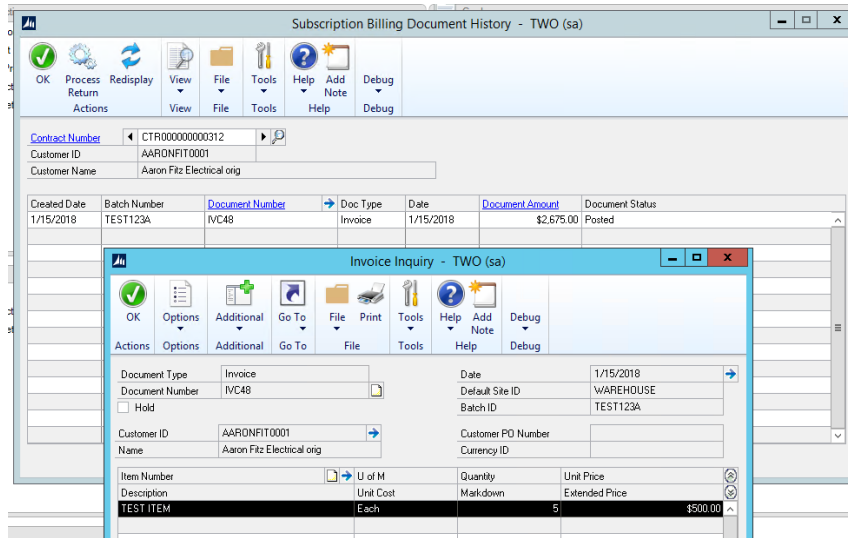 Subscription Billing Document History - TWO (sa)
OK Process Return Redisplay View File Tools Help Add Note Debug
Actions View File Tools Help Debug
Contract Number CTR000000000312
Customer ID AARONFIT0001
Customer Name Aaron Fitz Electrical orig
Created Date Batch Number Document Number Doc Type Date Document Amount Document Status
1/15/2018 TEST123A IVC48 Invoice 1/15/2018 $2,675.00 Posted
Invoice Inquiry - TWO (sa)
OK Options Additional Go To File Print Tools Help Add Note Debug
Actions Options Additional Go To File Tools Help Debug
Document Type Invoice Date 1/15/2018
Document Number IVC48 Default Site ID WAREHOUSE
Hold Batch ID TEST123A
Customer ID AARONFIT0001 Customer PO Number
Name Aaron Fitz Electrical orig Currency ID
Item Number U of M Quantity Unit Price
Description Unit Cost Markdown Extended Price
TEST ITEM Each 5 $500.00